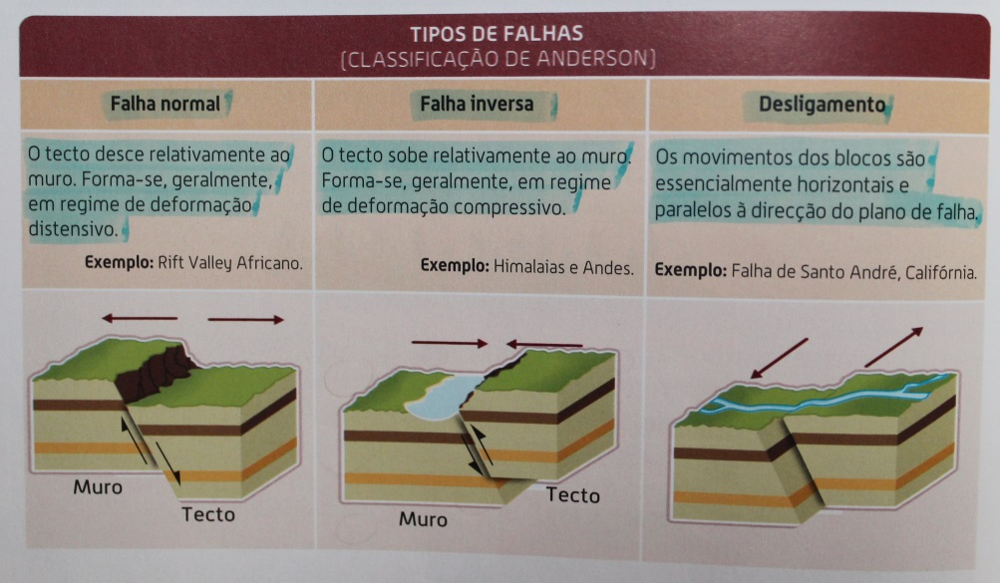 TIPOS DE FALHAS
(CLASSIFICAÇÃO DE ANDERSON)
Falha normal
O tecto desce relativamente ao
muro. Forma-se, geralmente,
em regime de deformação
distensivo.
Exemplo: Rift Valley Africano.
Falha inversa
O tecto sobe relativamente ao muro.
Forma-se, geralmente, em regime
de deformação compressivo.
Exemplo: Himalaias e Andes.
Desligamento
Os movimentos dos blocos são
essencialmente horizontais e
paralelos à direcção do plano de falha.
Exemplo: Falha de Santo André, Califórnia.
Muro
Tecto
Muro
Tecto